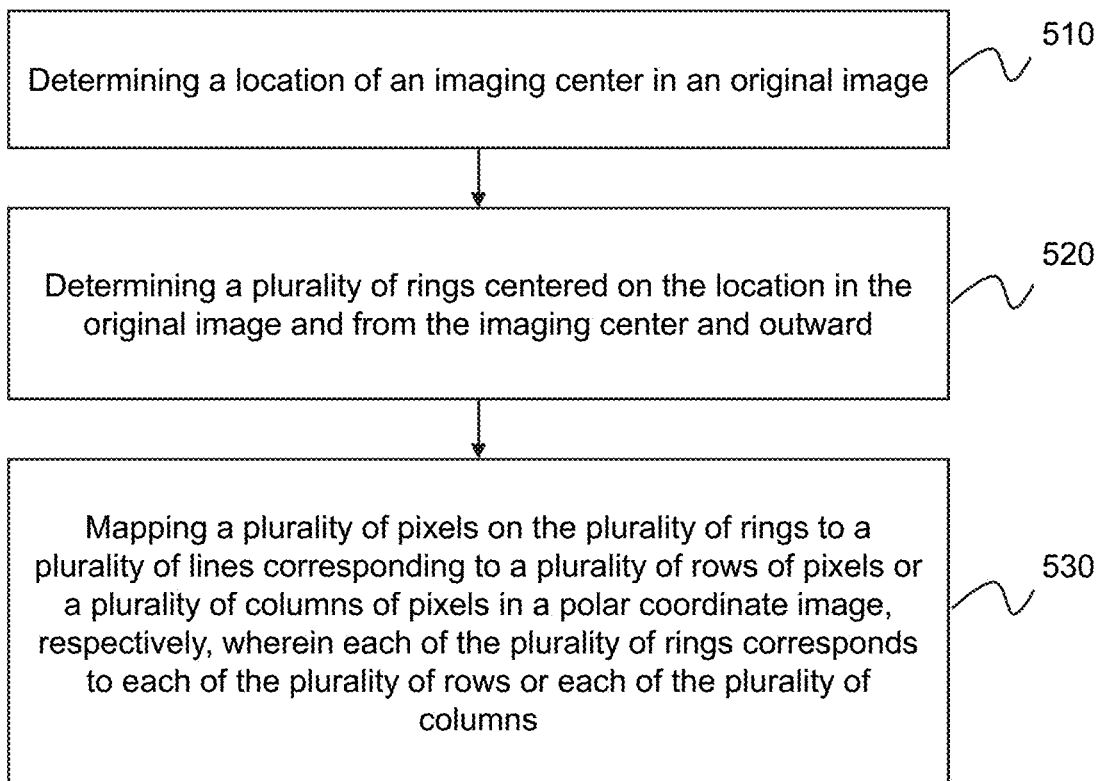 510
Determining a location of an imaging center in an original image
520
Determining a plurality of rings centered on the location in the
original image and from the imaging center and outward
530
Mapping a plurality of pixels on the plurality of rings to a
plurality of lines corresponding to a plurality of rows of pixels or
a plurality of columns of pixels in a polar coordinate image,
respectively, wherein each of the plurality of rings corresponds
to each of the plurality of rows or each of the plurality of
columns